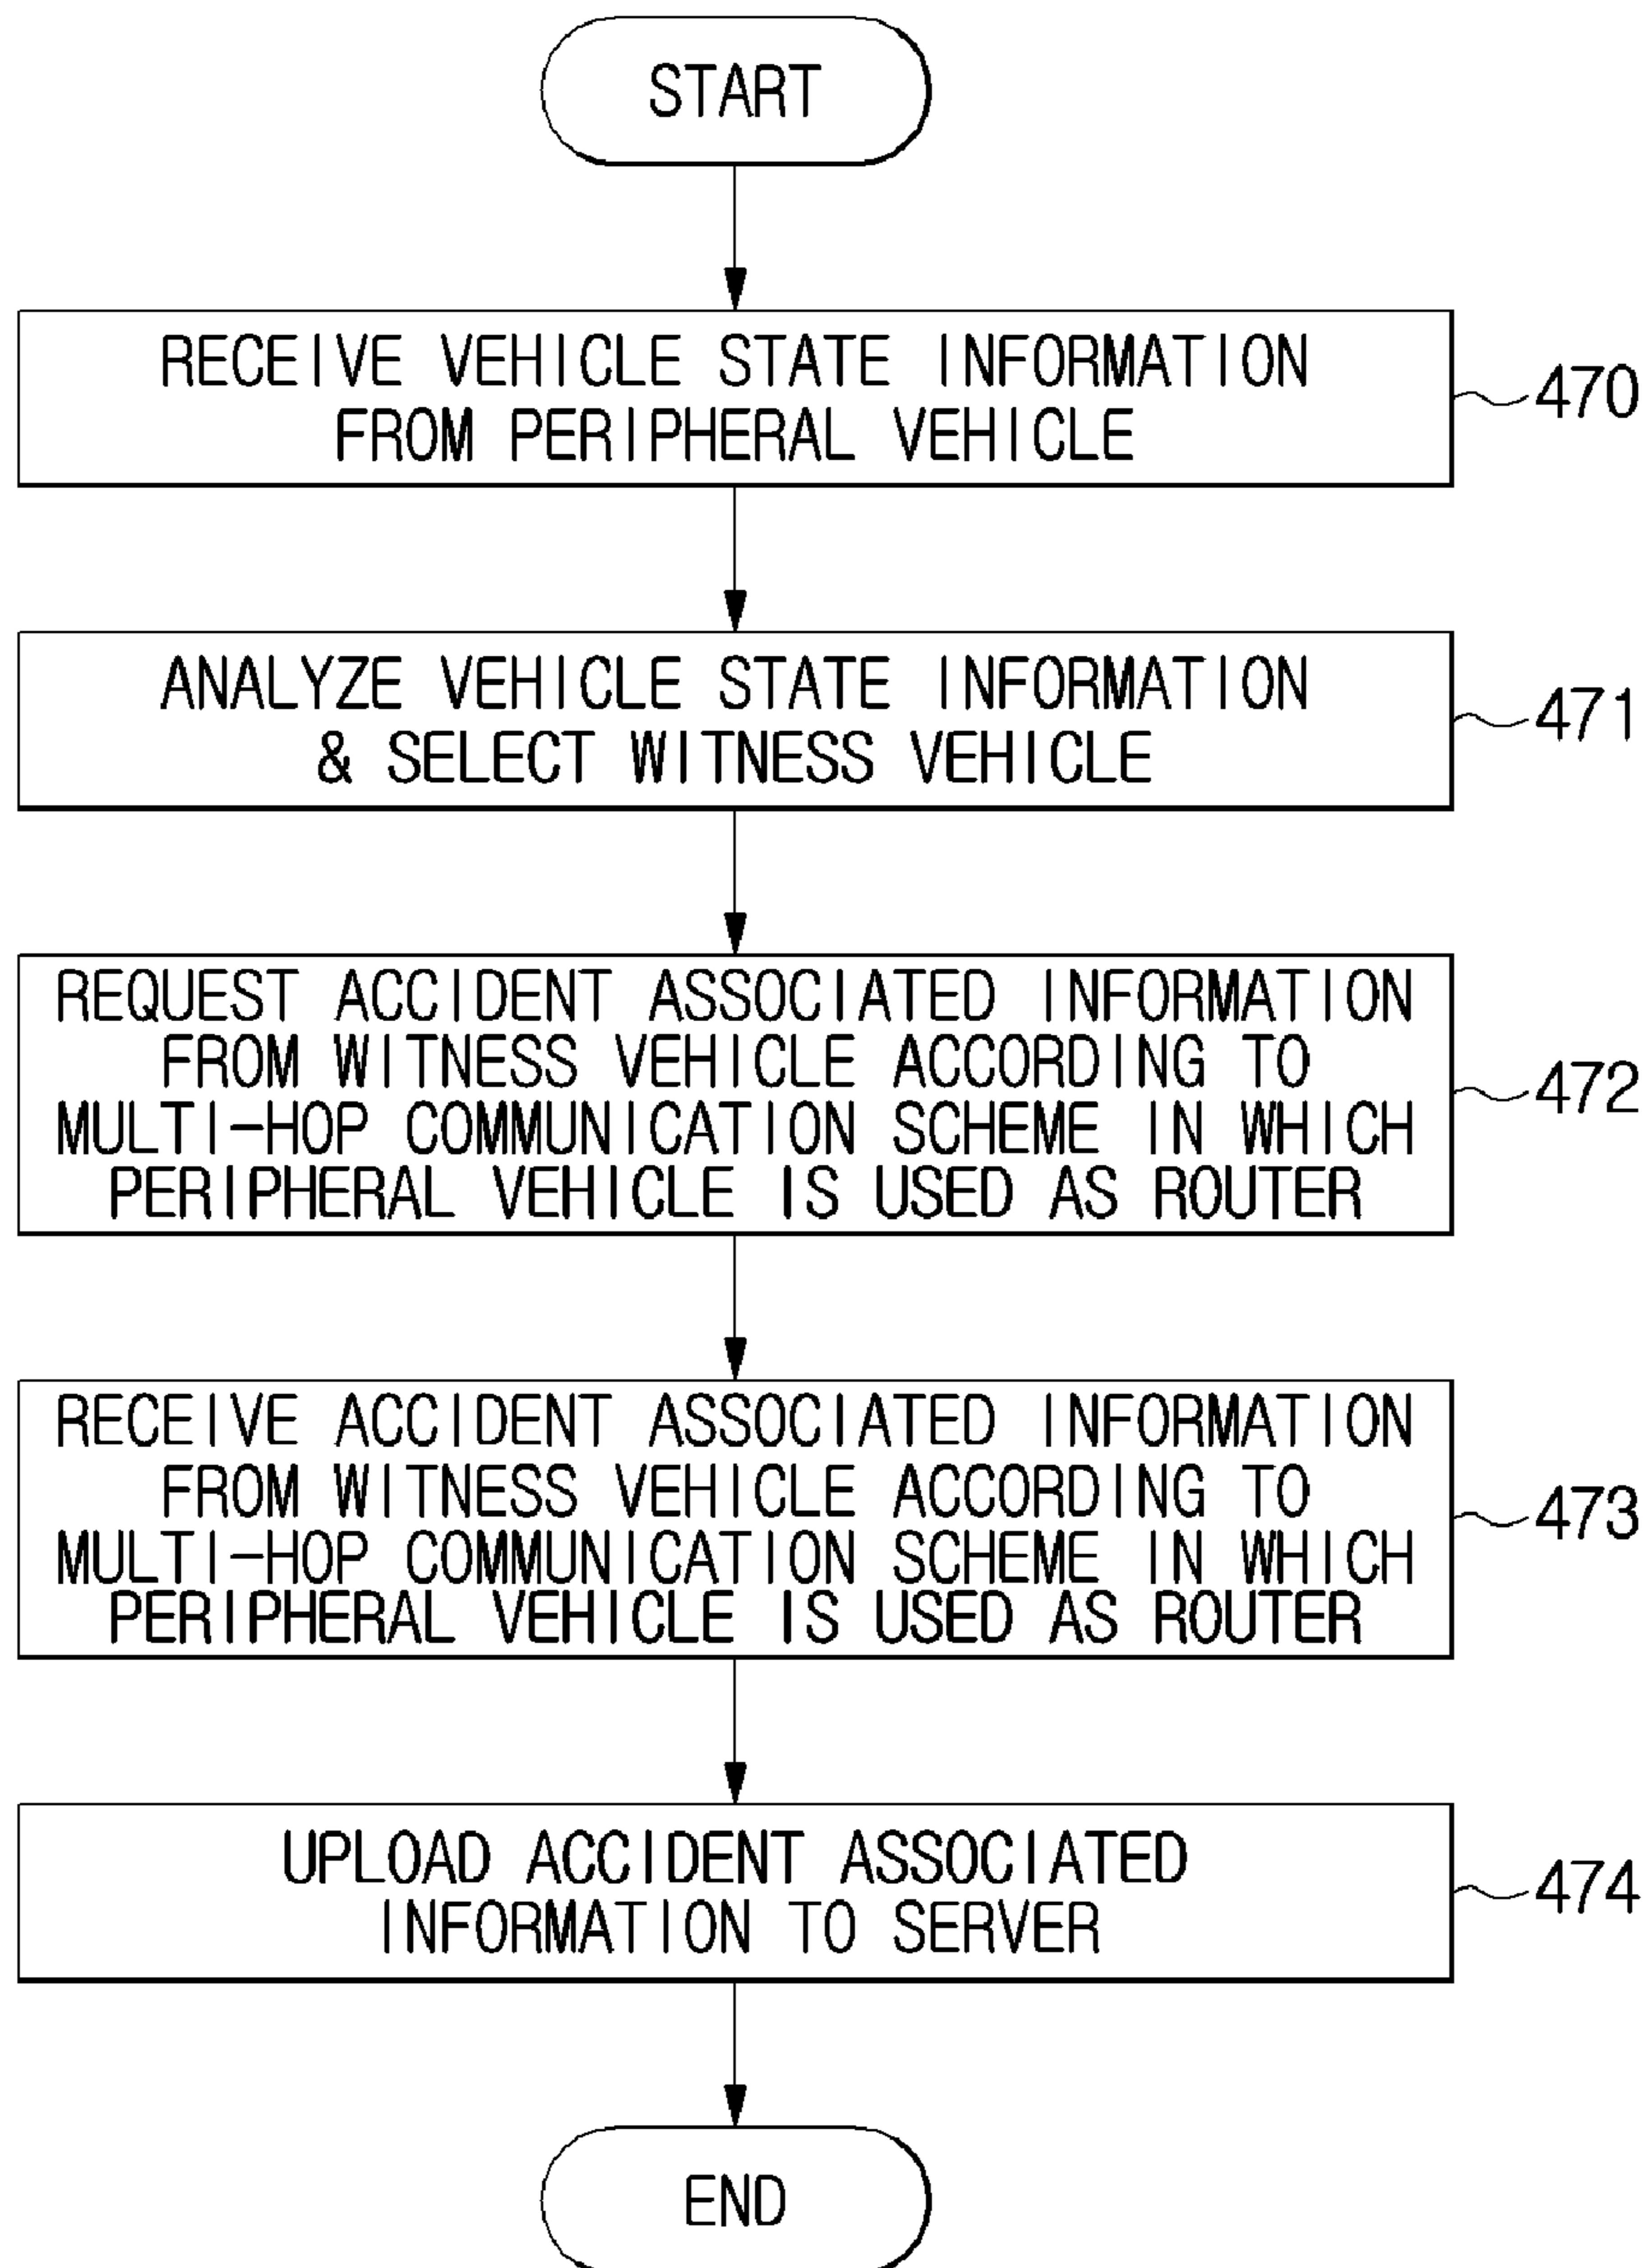 START
RECEIVE VEHICLE STATE INFORMATION
FROM PERIPHERAL VEHICLE
470
ANALYZE VEHICLE STATE INFORMATION
& SELECT WITNESS VEHICLE
471
REQUEST ACCIDENT ASSOCIATED INFORMATION
FROM WITNESS VEHICLE ACCORDING TO
MULTI-HOP COMMUNICATION SCHEME IN WHICH
PERIPHERAL VEHICLE IS USED AS ROUTER
472
RECEIVE ACCIDENT ASSOCIATED INFORMATION
FROM WITNESS VEHICLE ACCORDING TO
MULTI-HOP COMMUNICATION SCHEME IN WHICH
PERIPHERAL VEHICLE IS USED AS ROUTER
473
UPLOAD ACCIDENT ASSOCIATED
INFORMATION TO SERVER
474
END